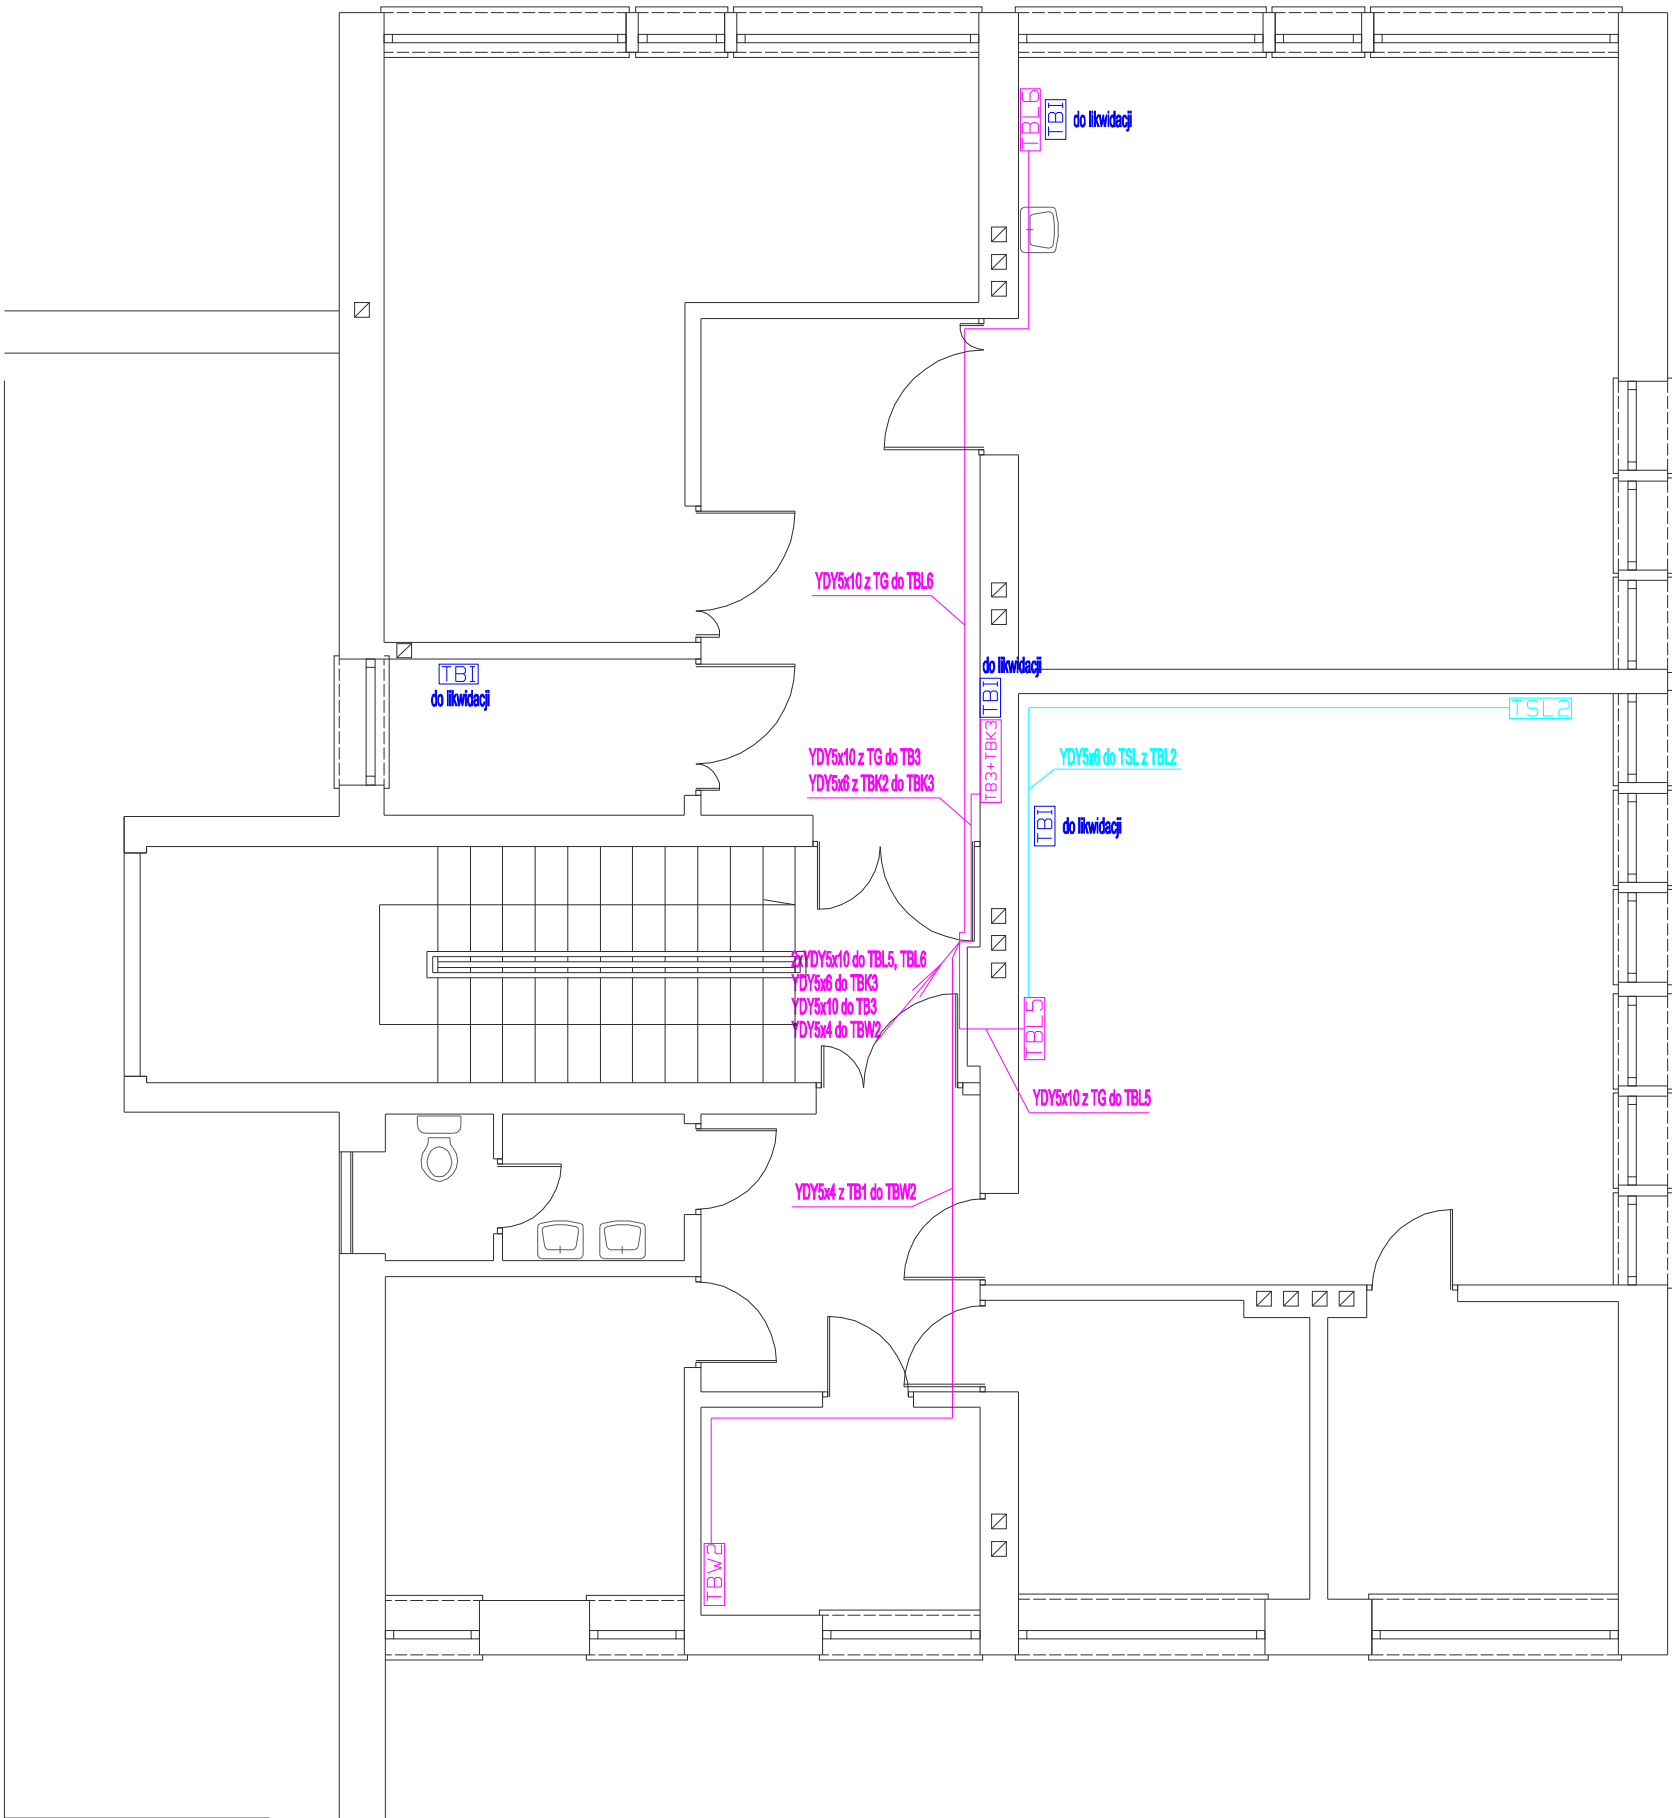 TBL6
TBI
do likwidacji
YDY5x10 z TG do TBL6
do likwidacji
TBI
TBI
do likwidacji
TSL2
TB3+TBK3
YDY5x10 z TG do TB3
YDY5x6 z TBK2 do TBK3
YDY5x6 do TSL z TBL2
TBI
do likwidacji
2xYDY5x10 do TBL5, TBL6
YDY5x6 do TBK3
YDY5x10 do TB3
YDY5x4 do TBW2
TBL5
YDY5x10 z TG do TBL5
YDY5x4 z TB1 do TBW2
TBW2